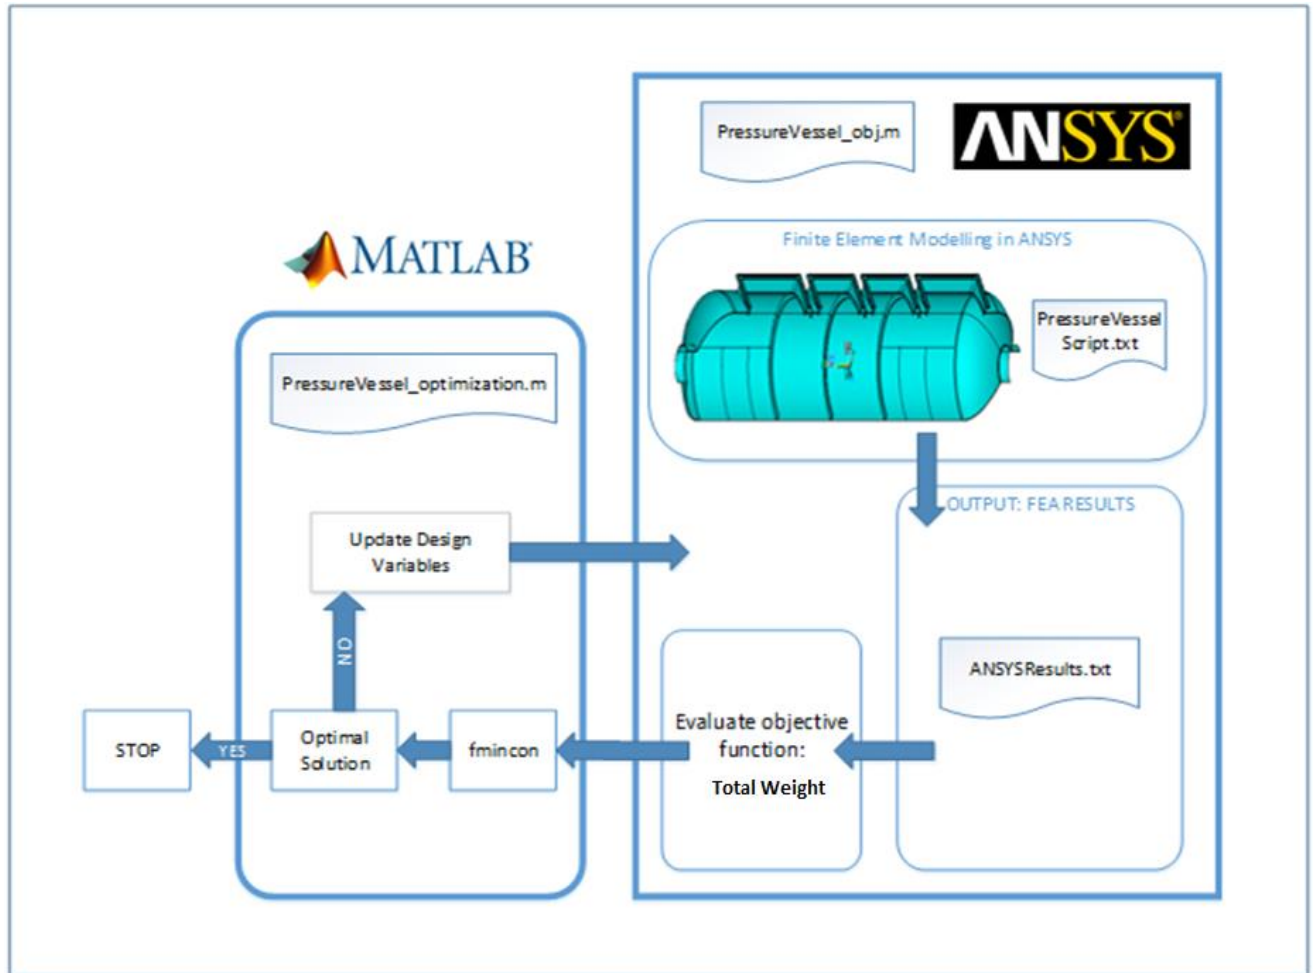 PressureVessel_obj.m
ANSYS®
Finite Element Modelling in ANSYS
PressureVessel
Script.txt
MATLAB®
PressureVessel_optimization.m
OUTPUT: FEA RESULTS
Update Design
Variables
NO
ANSYSResults.txt
STOP
YES
Optimal
Solution
fmincon
Evaluate objective
function:
Total Weight